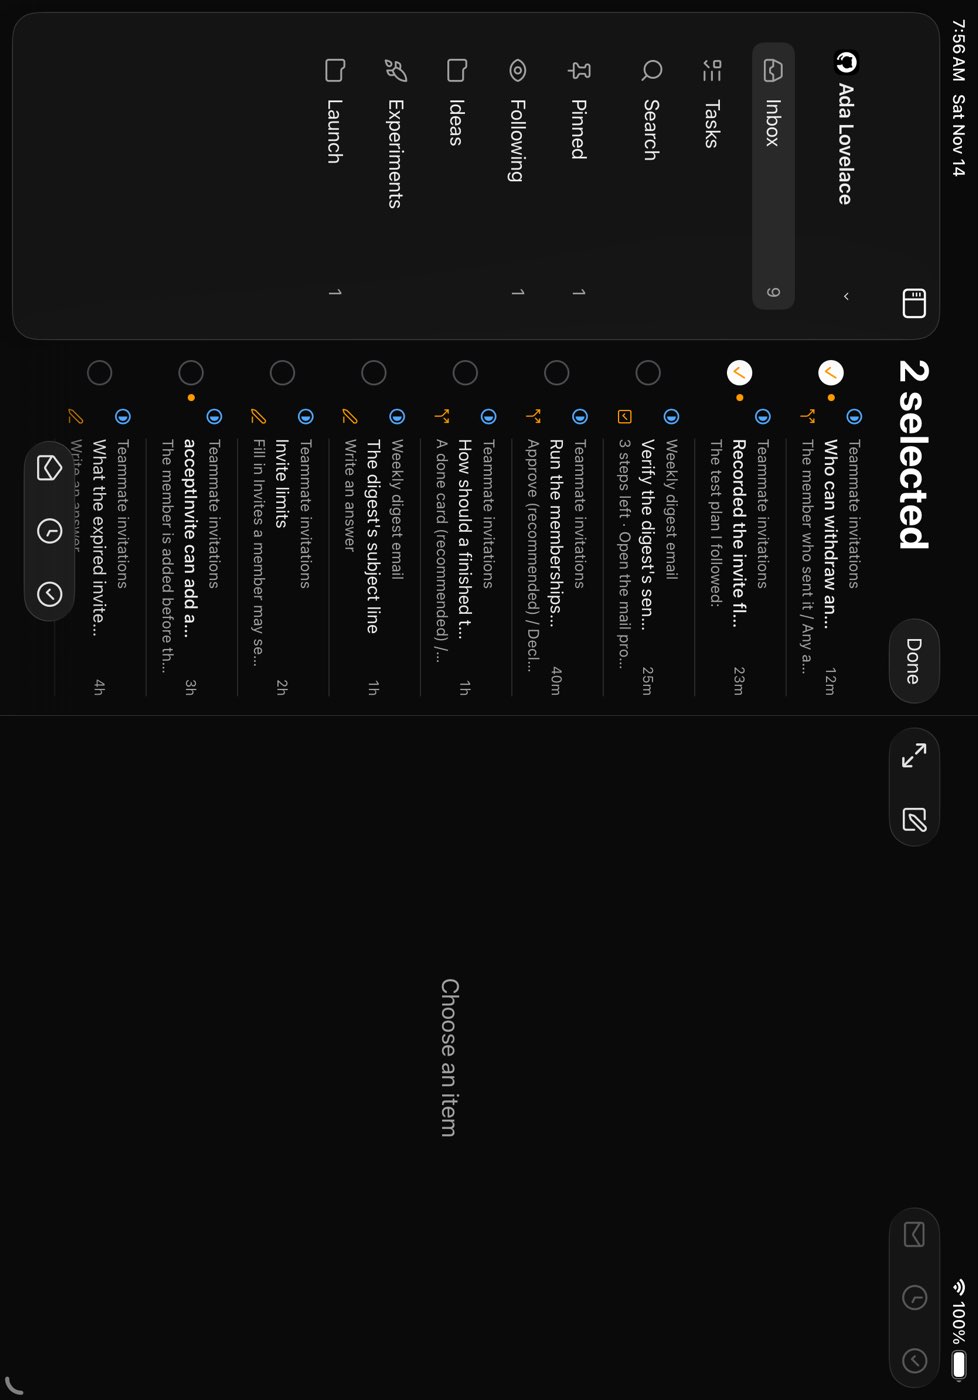 7:56 AM Sat Nov 14
100%
2 selected
Done
Ada Lovelace
Inbox 9
Tasks
Search
Pinned 1
Following 1
Ideas
Experiments
Launch 1
Teammate invitations
Who can withdraw an... 12m
The member who sent it / Any a...
Teammate invitations
Recorded the invite fl... 23m
The test plan I followed:
Weekly digest email
Verify the digest's sen... 25m
3 steps left · Open the mail pro...
Teammate invitations
Run the memberships... 40m
Approve (recommended) / Decl...
Teammate invitations
How should a finished t... 1h
A done card (recommended) /...
Weekly digest email
The digest's subject line 1h
Write an answer
Teammate invitations
Invite limits 2h
Fill in Invites a member may se...
Teammate invitations
acceptInvite can add a... 3h
The member is added before th...
Teammate invitations
What the expired invite... 4h
Write an answer
Choose an item